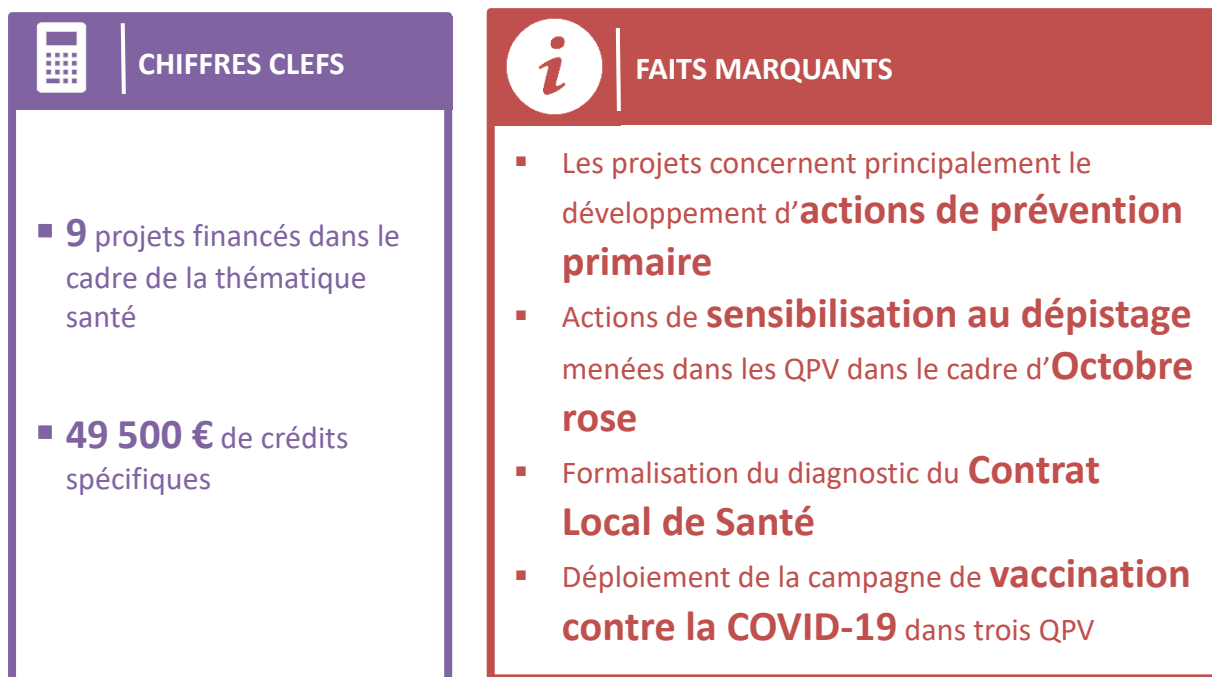 CHIFFRES CLEFS
▪ 9 projets financés dans le
cadre de la thématique
santé
▪ 49 500 € de crédits
spécifiques
FAITS MARQUANTS
▪ Les projets concernent principalement le
développement d’actions de prévention
primaire
▪ Actions de sensibilisation au dépistage
menées dans les QPV dans le cadre d’Octobre
rose
▪ Formalisation du diagnostic du Contrat
Local de Santé
▪ Déploiement de la campagne de vaccination
contre la COVID-19 dans trois QPV